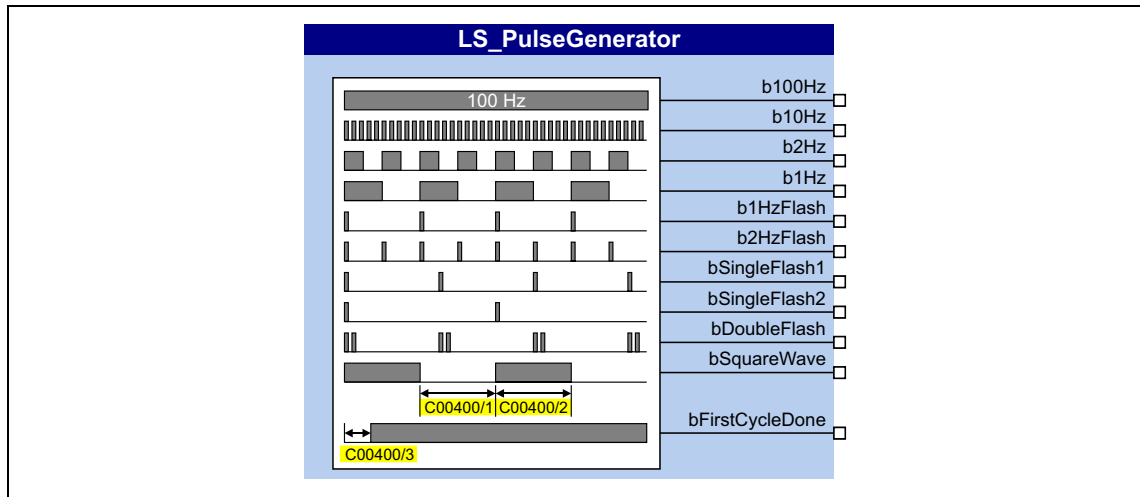 LS_PulseGenerator
100 Hz
b100Hz
b10Hz
b2Hz
b1Hz
b1HzFlash
b2HzFlash
bSingleFlash1
bSingleFlash2
bDoubleFlash
bSquareWave
C00400/1 C00400/2
bFirstCycleDone
C00400/3